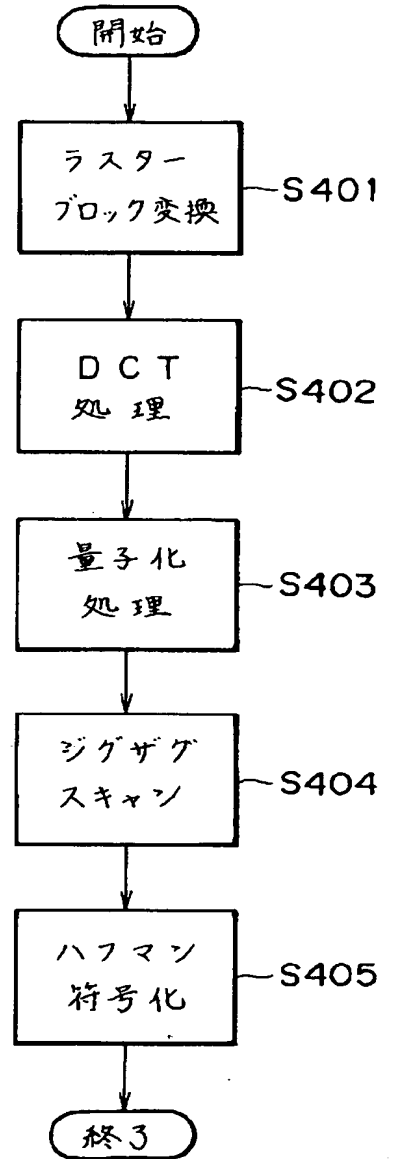 開始
ラスター
ブロック変換
S401
DCT
処理
S402
量子化
処理
S403
ジグザグ
スキャン
S404
ハフマン
符号化
S405
終了